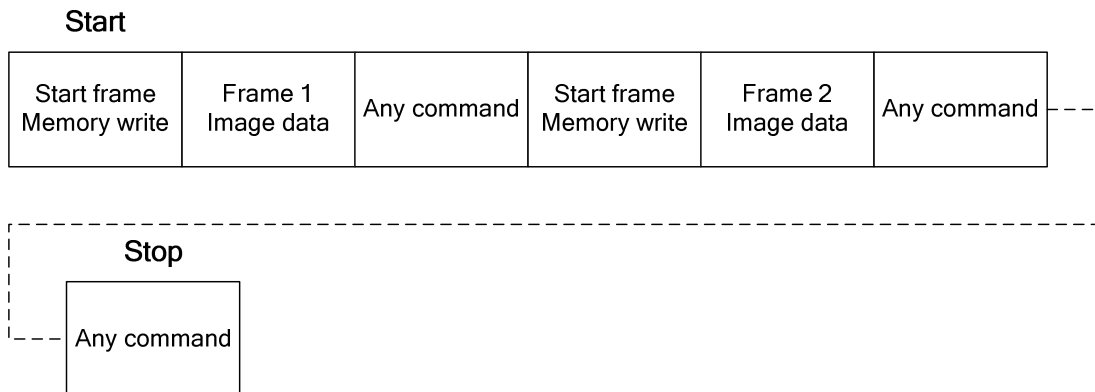 Start
Start frame
Memory write
Frame 1
Image data
Any command
Start frame
Memory write
Frame 2
Image data
Any command
Stop
Any command